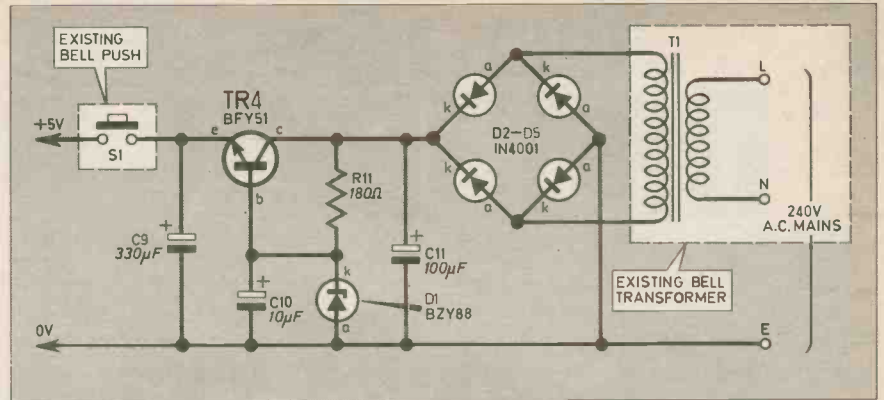 EXISTING
BELL PUSH
+5V
S1
TR4
BFY51
e
c
b
C9
330µF
+
C10
10µF
+
R11
180Ω
k
a
D1
BZY88
C11
100µF
+
a
k
k
a
D2-D5
IN4001
k
a
a
k
T1
L
N
240V
A.C. MAINS
EXISTING BELL
TRANSFORMER
0V
E